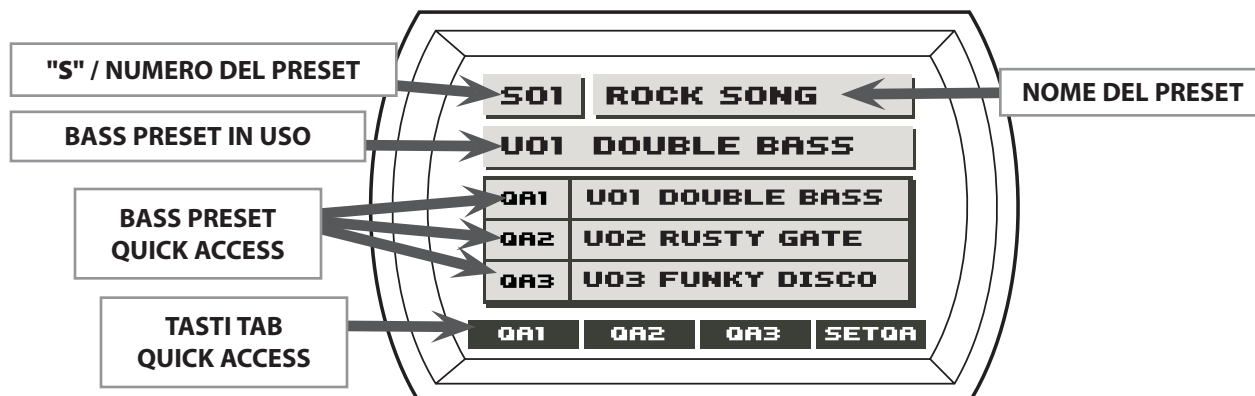 "S" / NUMERO DEL PRESET
S01 ROCK SONG
NOME DEL PRESET
BASS PRESET IN USO
U01 DOUBLE BASS
BASS PRESET
QUICK ACCESS
QA1 U01 DOUBLE BASS
QA2 U02 RUSTY GATE
QA3 U03 FUNKY DISCO
TASTI TAB
QUICK ACCESS
QA1 QA2 QA3 SETQA